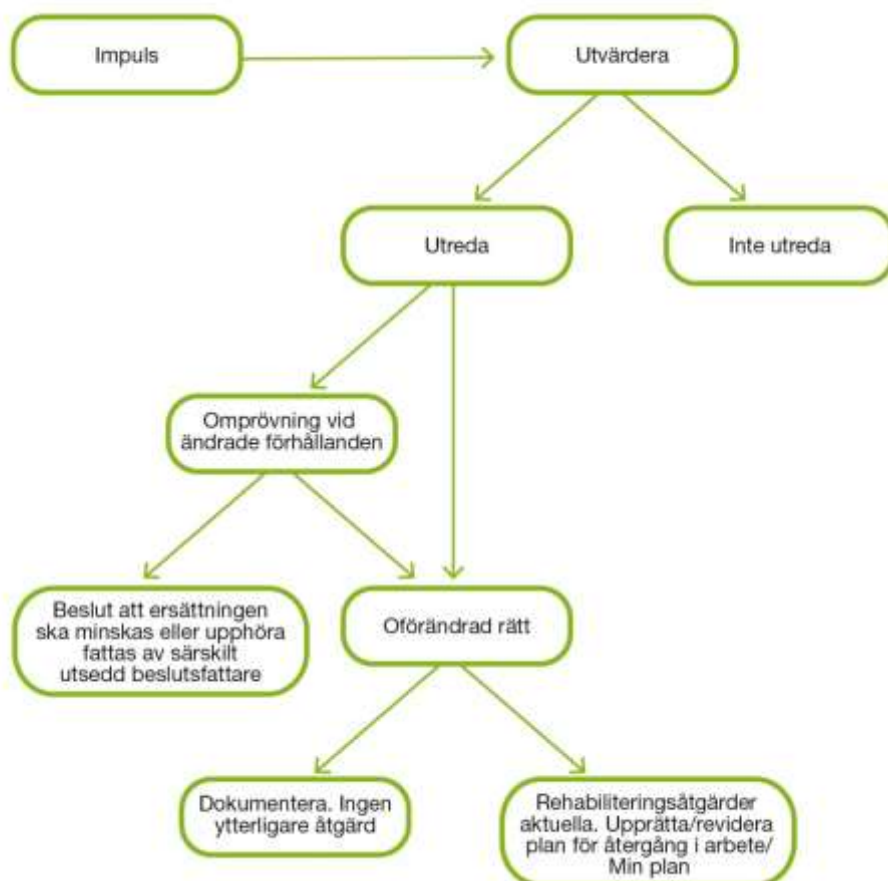 Impuls
Utvärdera
Utreda
Inte utreda
Omprövning vid
ändrade förhållanden
Beslut att ersättningen
ska minskas eller upphöra
fattas av särskilt
utsedd beslutsfattare
Oförändrad rätt
Dokumentera. Ingen
ytterligare åtgärd
Rehabiliteringsåtgärder
aktuella. Upprätta/revidera
plan för återgång i arbete/
Min plan